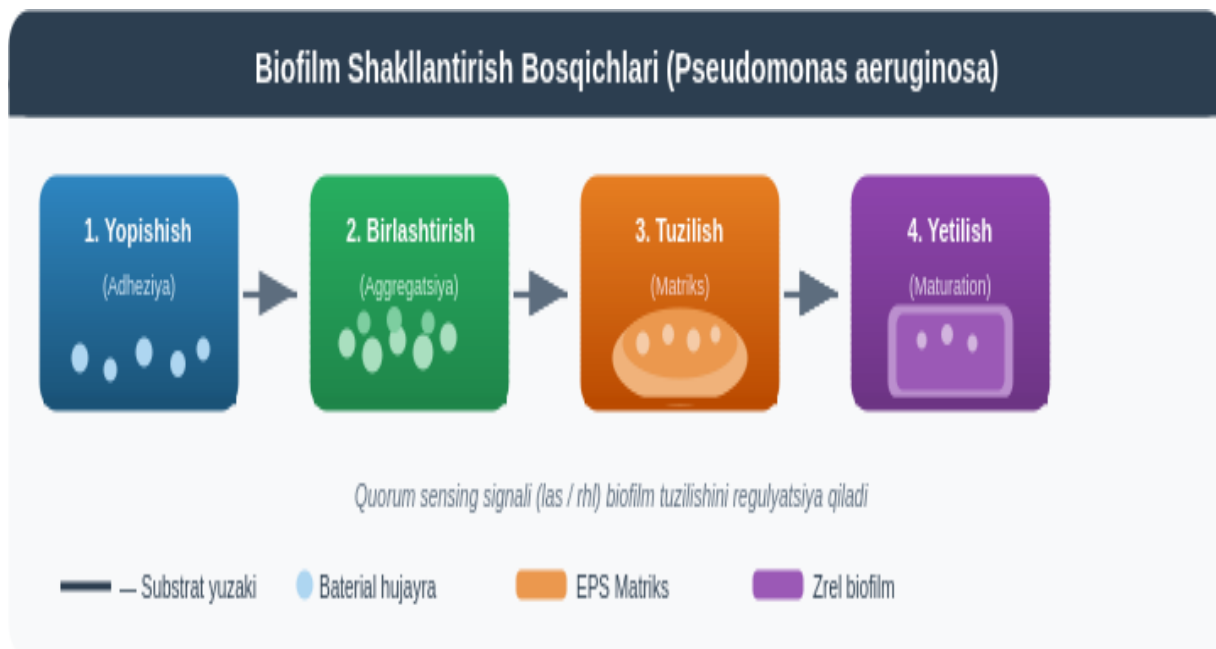 Biofilm Shakllantirish Bosqichlari (Pseudomonas aeruginosa)
1. Yopishish
(Adheziya)
2. Birlashtirish
(Aggregatsiya)
3. Tuzilish
(Matriks)
4. Yetilish
(Maturation)
Quorum sensing signali (las / rhl) biofilm tuzilishini regulyatsiya qiladi
— Substrat yuzaki
Baterial hujayra
EPS Matriks
Zrel biofilm